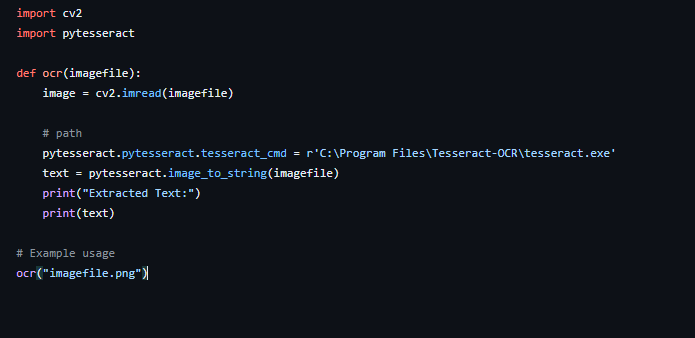 import cv2
import pytesseract
def ocr(imagefile):
    image = cv2.imread(imagefile)
    # path
    pytesseract.pytesseract.tesseract_cmd = r'C:\Program Files\Tesseract-OCR\tesseract.exe'
    text = pytesseract.image_to_string(imagefile)
    print("Extracted Text:")
    print(text)
# Example usage
ocr("imagefile.png")